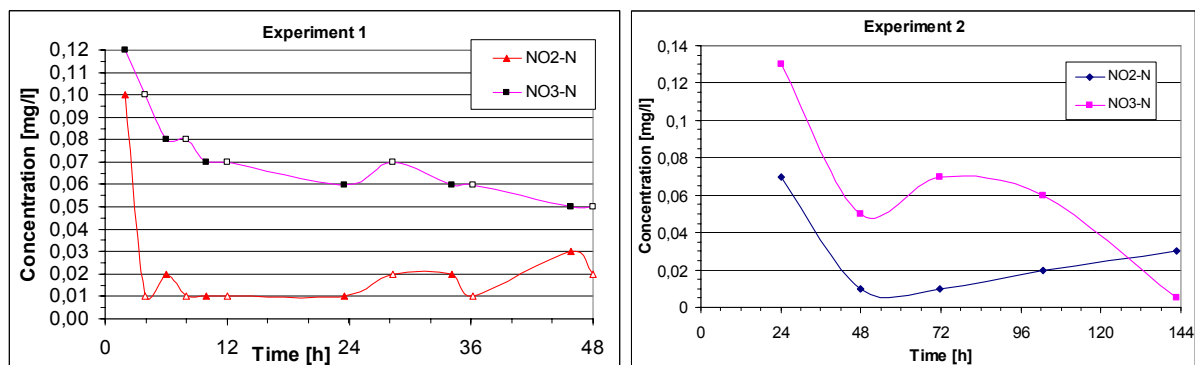 Experiment 1
NO2-N
NO3-N
Concentration [mg/l]
0,12
0,11
0,10
0,09
0,08
0,07
0,06
0,05
0,04
0,03
0,02
0,01
0,00
0 12 24 36 48
Time [h]
Experiment 2
NO2-N
NO3-N
Concentration [mg/l]
0,14
0,12
0,1
0,08
0,06
0,04
0,02
0
0 24 48 72 96 120 144
Time [h]